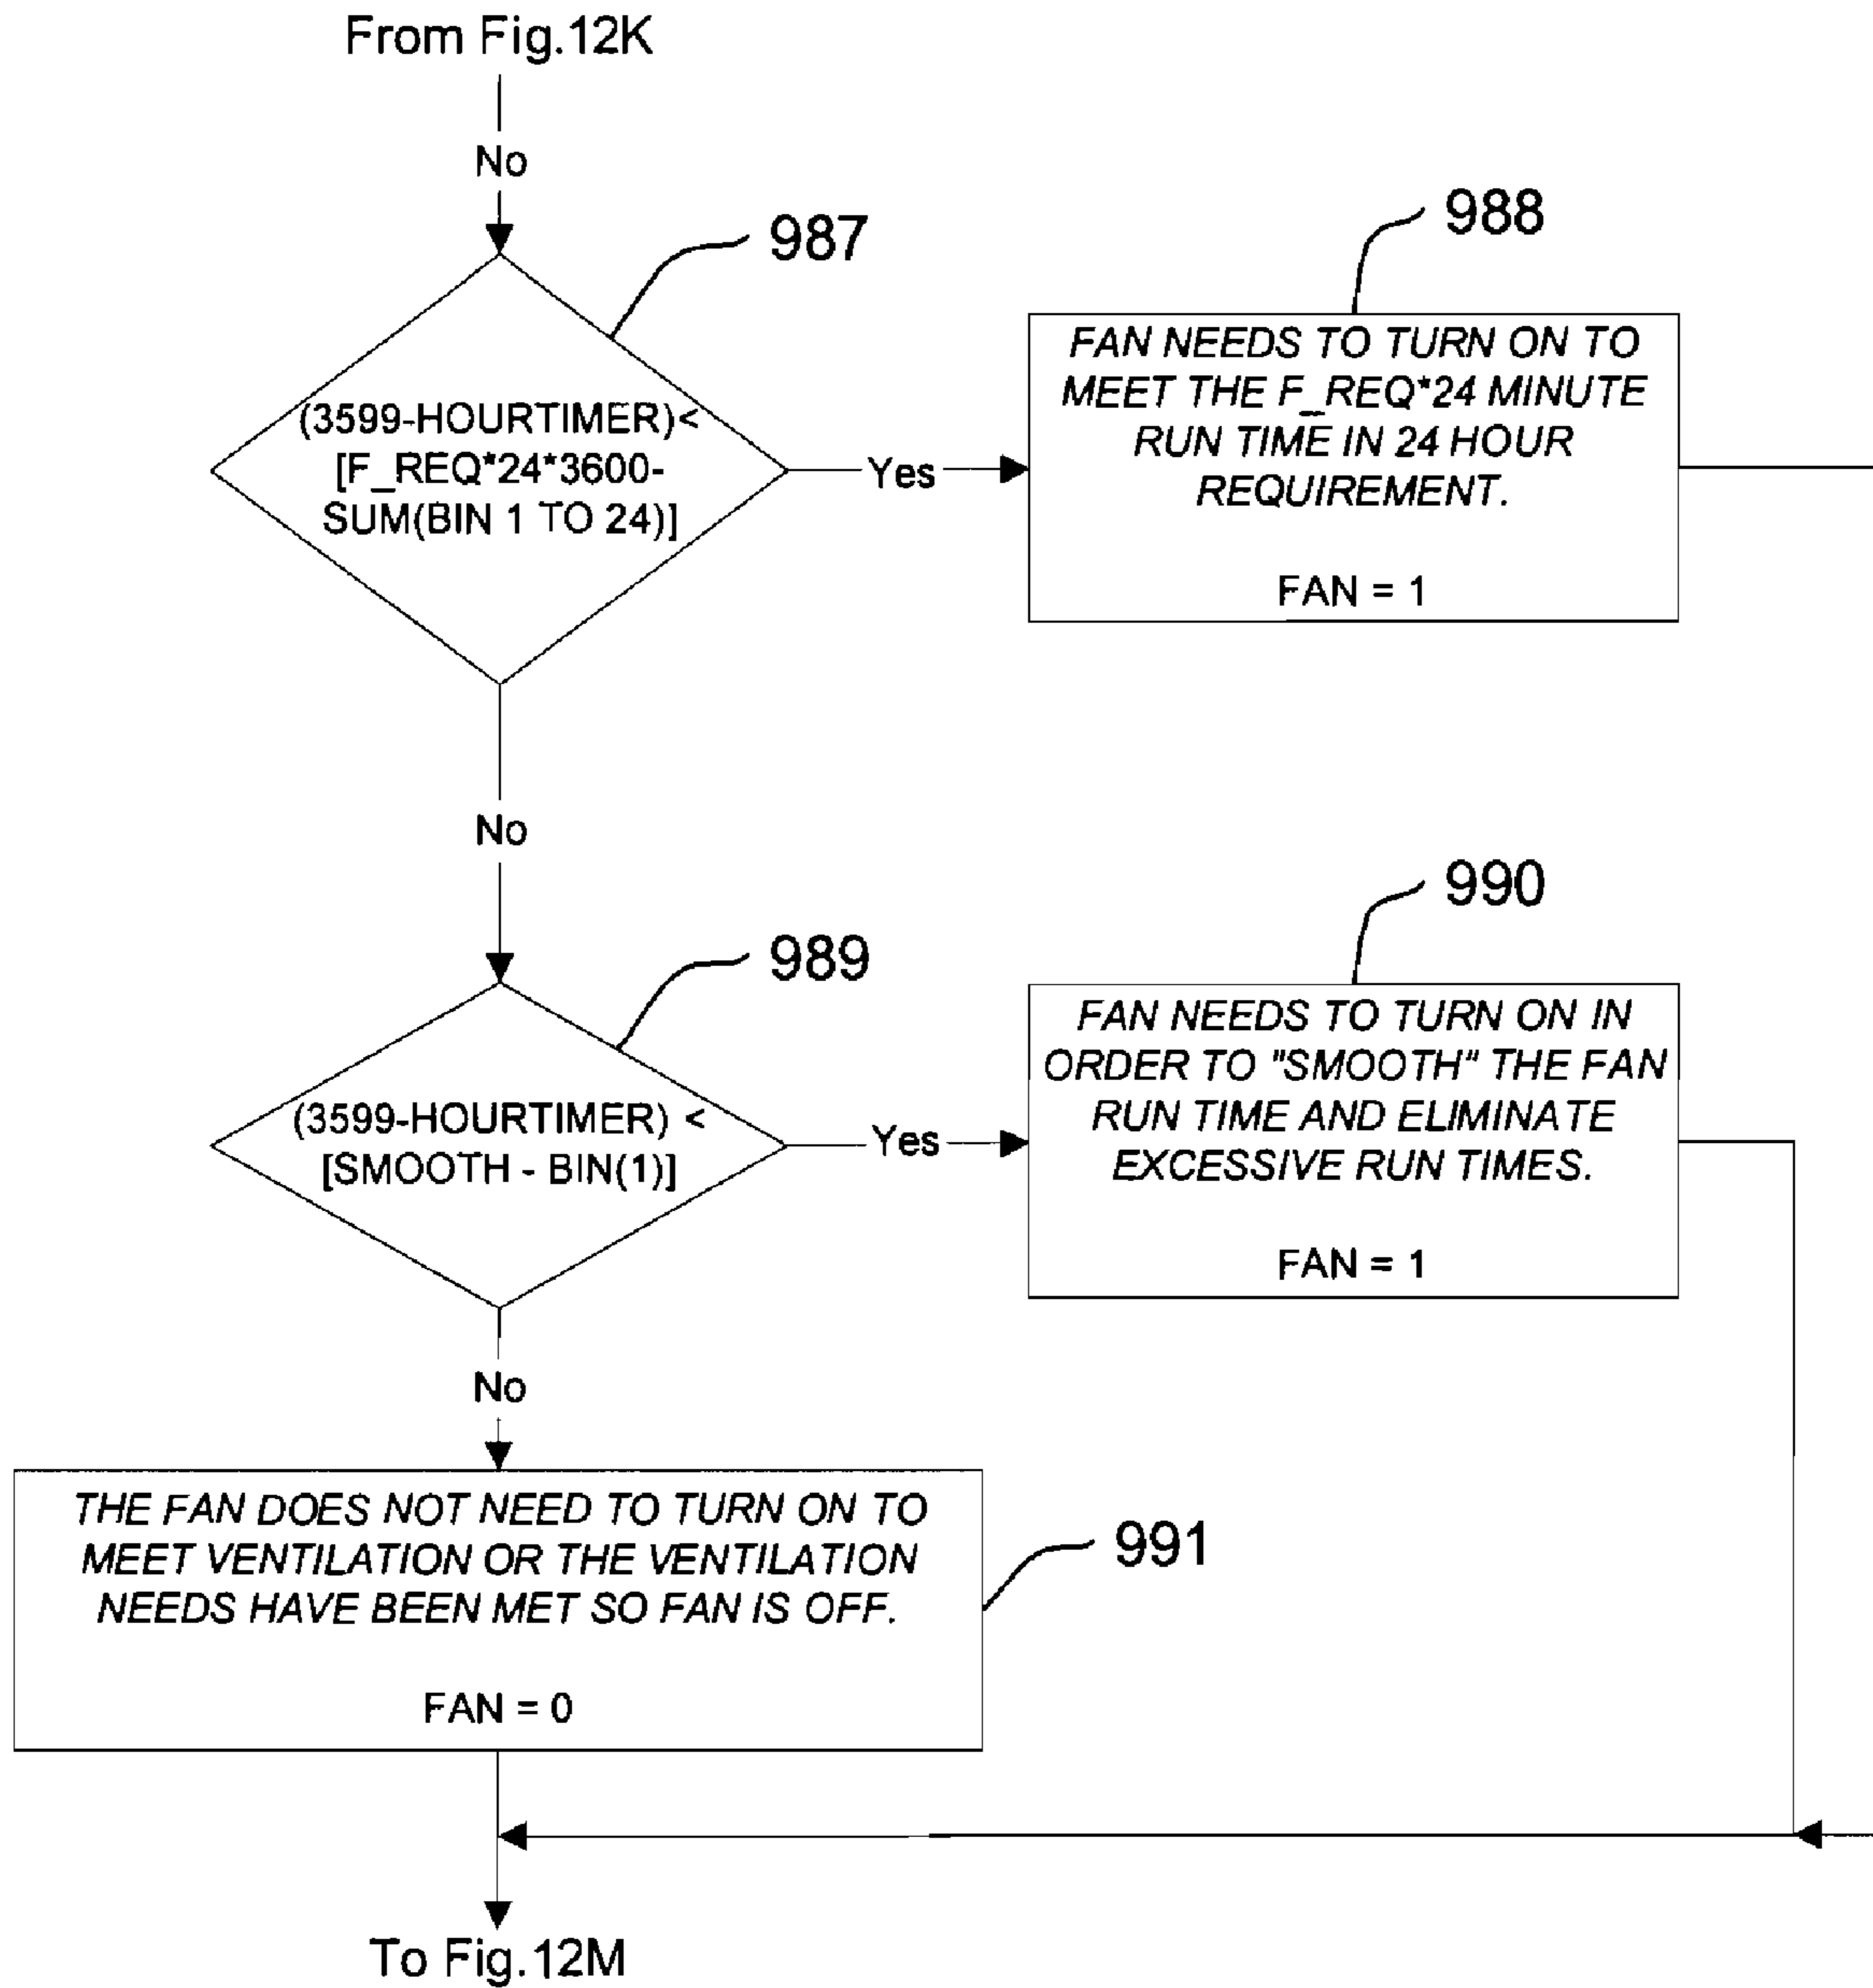 From Fig.12K
No
987
(3599-HOURTIMER)<
[F_REQ*24*3600-
SUM(BIN 1 TO 24)]
Yes
988
FAN NEEDS TO TURN ON TO
MEET THE F_REQ*24 MINUTE
RUN TIME IN 24 HOUR
REQUIREMENT.
FAN = 1
No
989
(3599-HOURTIMER) <
[SMOOTH - BIN(1)]
Yes
990
FAN NEEDS TO TURN ON IN
ORDER TO "SMOOTH" THE FAN
RUN TIME AND ELIMINATE
EXCESSIVE RUN TIMES.
FAN = 1
No
THE FAN DOES NOT NEED TO TURN ON TO
MEET VENTILATION OR THE VENTILATION
NEEDS HAVE BEEN MET SO FAN IS OFF.
FAN = 0
991
To Fig.12M